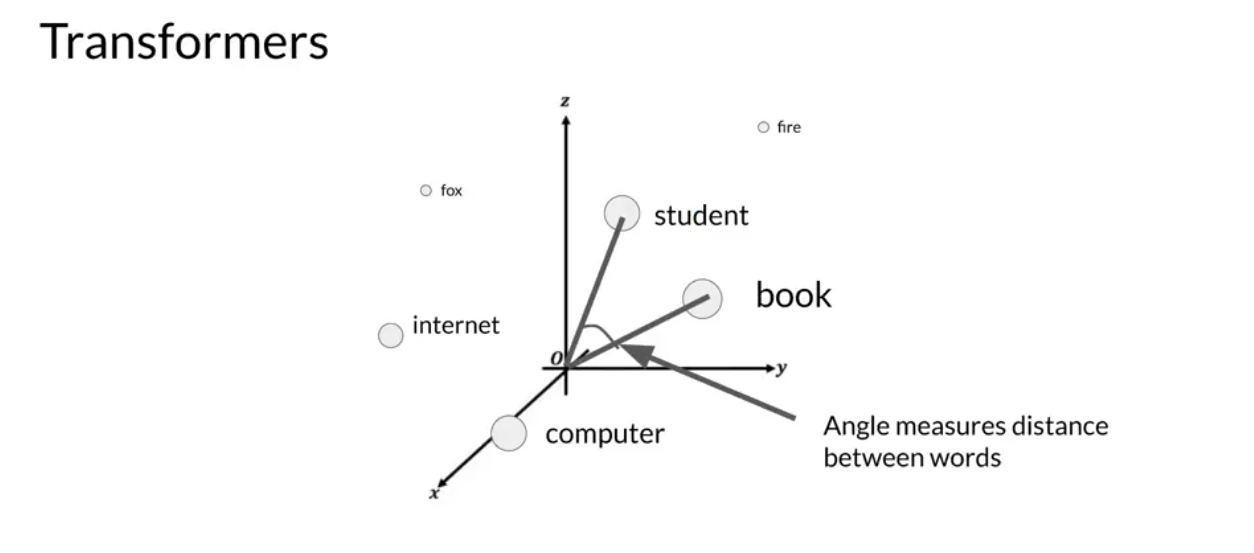 Transformers
z
fire
fox
student
book
internet
O
y
computer
Angle measures distance
between words
x